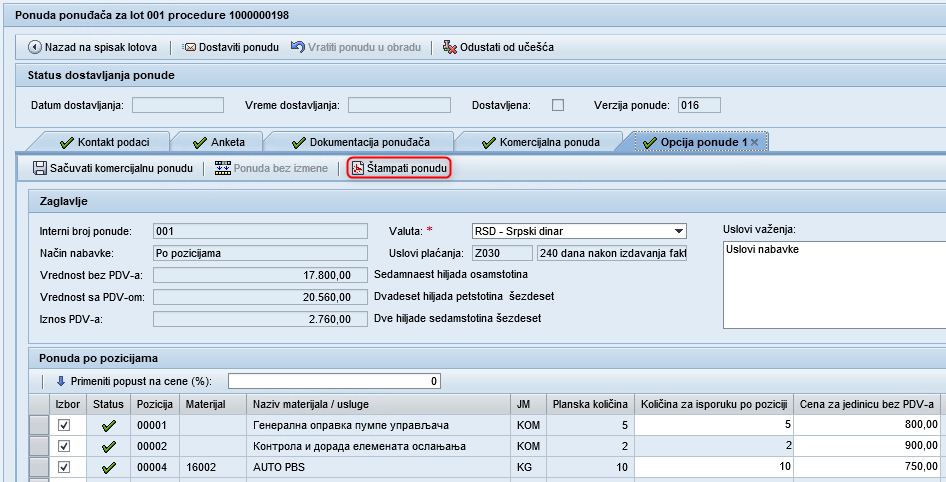 Ponuda ponuđača za lot 001 procedure 1000000198
Nazad na spisak lotova Dostaviti ponudu Vratiti ponudu u obradu Odustati od učešća
Status dostavljanja ponude
Datum dostavljanja: Vreme dostavljanja: Dostavljena: Verzija ponude: 016
Kontakt podaci Anketa Dokumentacija ponuđača Komercijalna ponuda Opcija ponude 1
Sačuvati komercijalnu ponudu Ponuda bez izmene Štampati ponudu
Zaglavlje
Interni broj ponude: 001 Valuta: * RSD - Srpski dinar Uslovi važenja:
Način nabavke: Po pozicijama Uslovi plaćanja: Z030 240 dana nakon izdavanja fakt Uslovi nabavke
Vrednost bez PDV-a: 17.800,00 Sedamnaest hiljada osamstotina
Vrednost sa PDV-om: 20.560,00 Dvadeset hiljada petstotina šezdeset
Iznos PDV-a: 2.760,00 Dve hiljade sedamstotina šezdeset
Ponuda po pozicijama
Primeniti popust na cene (%): 0
Izbor Status Pozicija Materijal Naziv materijala / usluge JM Planska količina Količina za isporuku po poziciji Cena za jedinicu bez PDV-a
00001 Генерална оправка пумпе управљача KOM 5 5 800,00
00002 Контрола и дорада елемената ослањања KOM 2 2 900,00
00004 16002 AUTO PBS KG 10 10 750,00